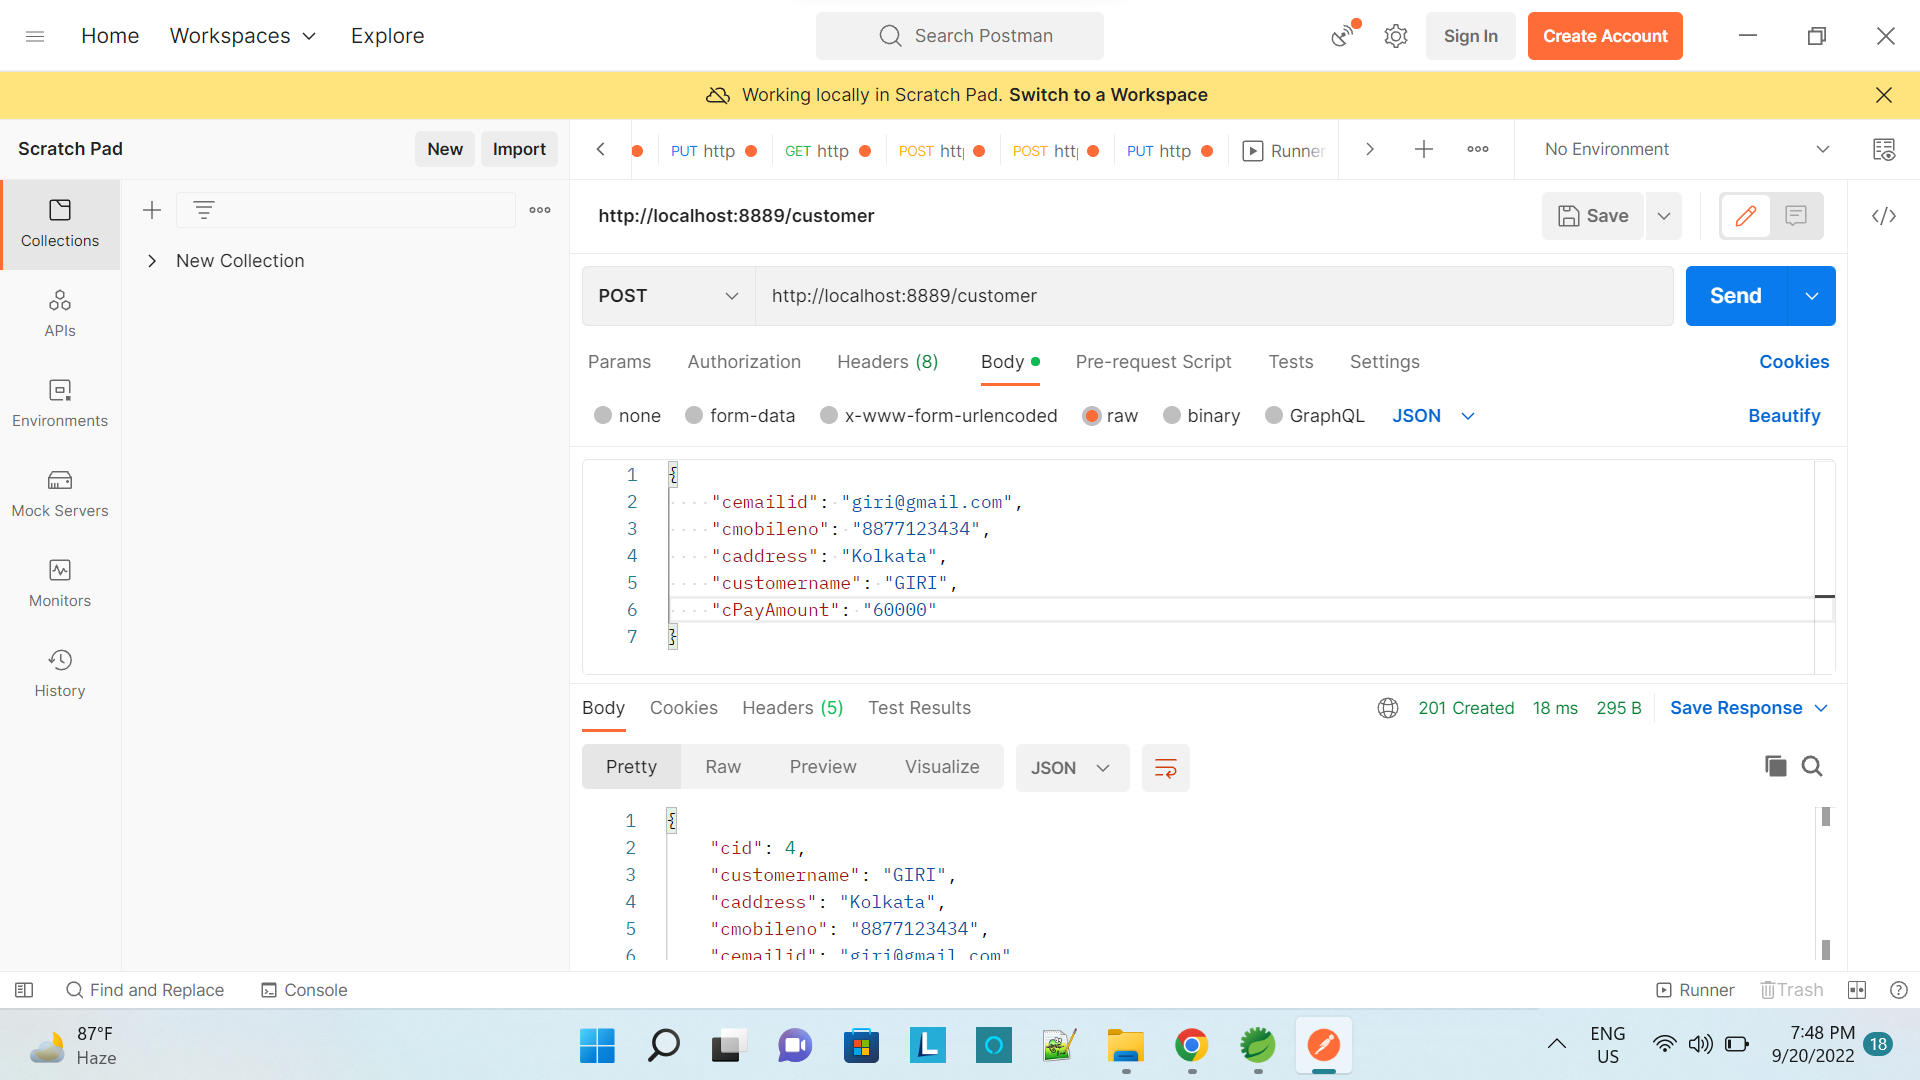 Home Workspaces Explore Search Postman Sign In Create Account
Working locally in Scratch Pad. Switch to a Workspace
Scratch Pad New Import PUT http GET http POST htt POST htt PUT http Runner No Environment
Collections
APIs
Environments
Mock Servers
Monitors
History
New Collection
http://localhost:8889/customer Save
POST http://localhost:8889/customer Send
Params Authorization Headers (8) Body Pre-request Script Tests Settings Cookies
none form-data x-www-form-urlencoded raw binary GraphQL JSON Beautify
1 {
2 "cemailid": "giri@gmail.com",
3 "cmobileno": "8877123434",
4 "caddress": "Kolkata",
5 "customername": "GIRI",
6 "cPayAmount": "60000"
7 }
Body Cookies Headers (5) Test Results 201 Created 18 ms 295 B Save Response
Pretty Raw Preview Visualize JSON
1 {
2 "cid": 4,
3 "customername": "GIRI",
4 "caddress": "Kolkata",
5 "cmobileno": "8877123434",
6 "cemailid": "giri@gmail.com"
Find and Replace Console Runner Trash
87°F
Haze
L
ENG
US
7:48 PM
9/20/2022
18